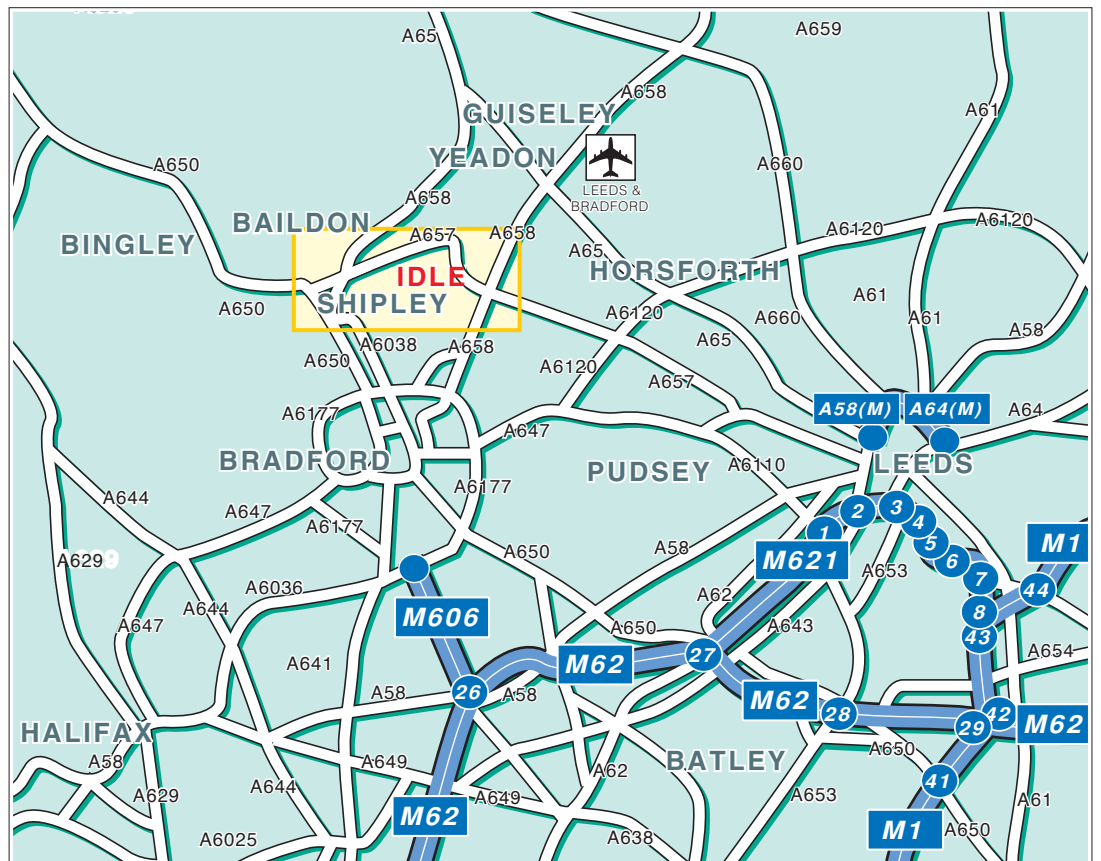 A65
A659
A658
GUISELEY
A61
YEADON
A650
A660
LEEDS &
BRADFORD
A658
BAILDON
A657
A658
A6120
A6120
BINGLEY
A65
HORSFORTH
IDLE
A650
SHIPLEY
A61
A6120
A660
A61
A58
A650
A6038
A658
A65
A6120
A657
A6177
A58(M)
A64(M)
A64
A647
BRADFORD
PUDSEY
A6110
LEEDS
A6177
A644
A647
A6177
1
2
3
4
5
6
7
8
M1
A629
A650
A58
M621
A653
44
A6036
A62
43
A647
A644
M606
A650
A643
A654
A641
M62
27
A58
26
A58
M62
28
29
42
M62
HALIFAX
A650
A58
A649
BATLEY
A62
41
A629
A644
A649
A653
A61
M62
M1
A650
A6025
A638